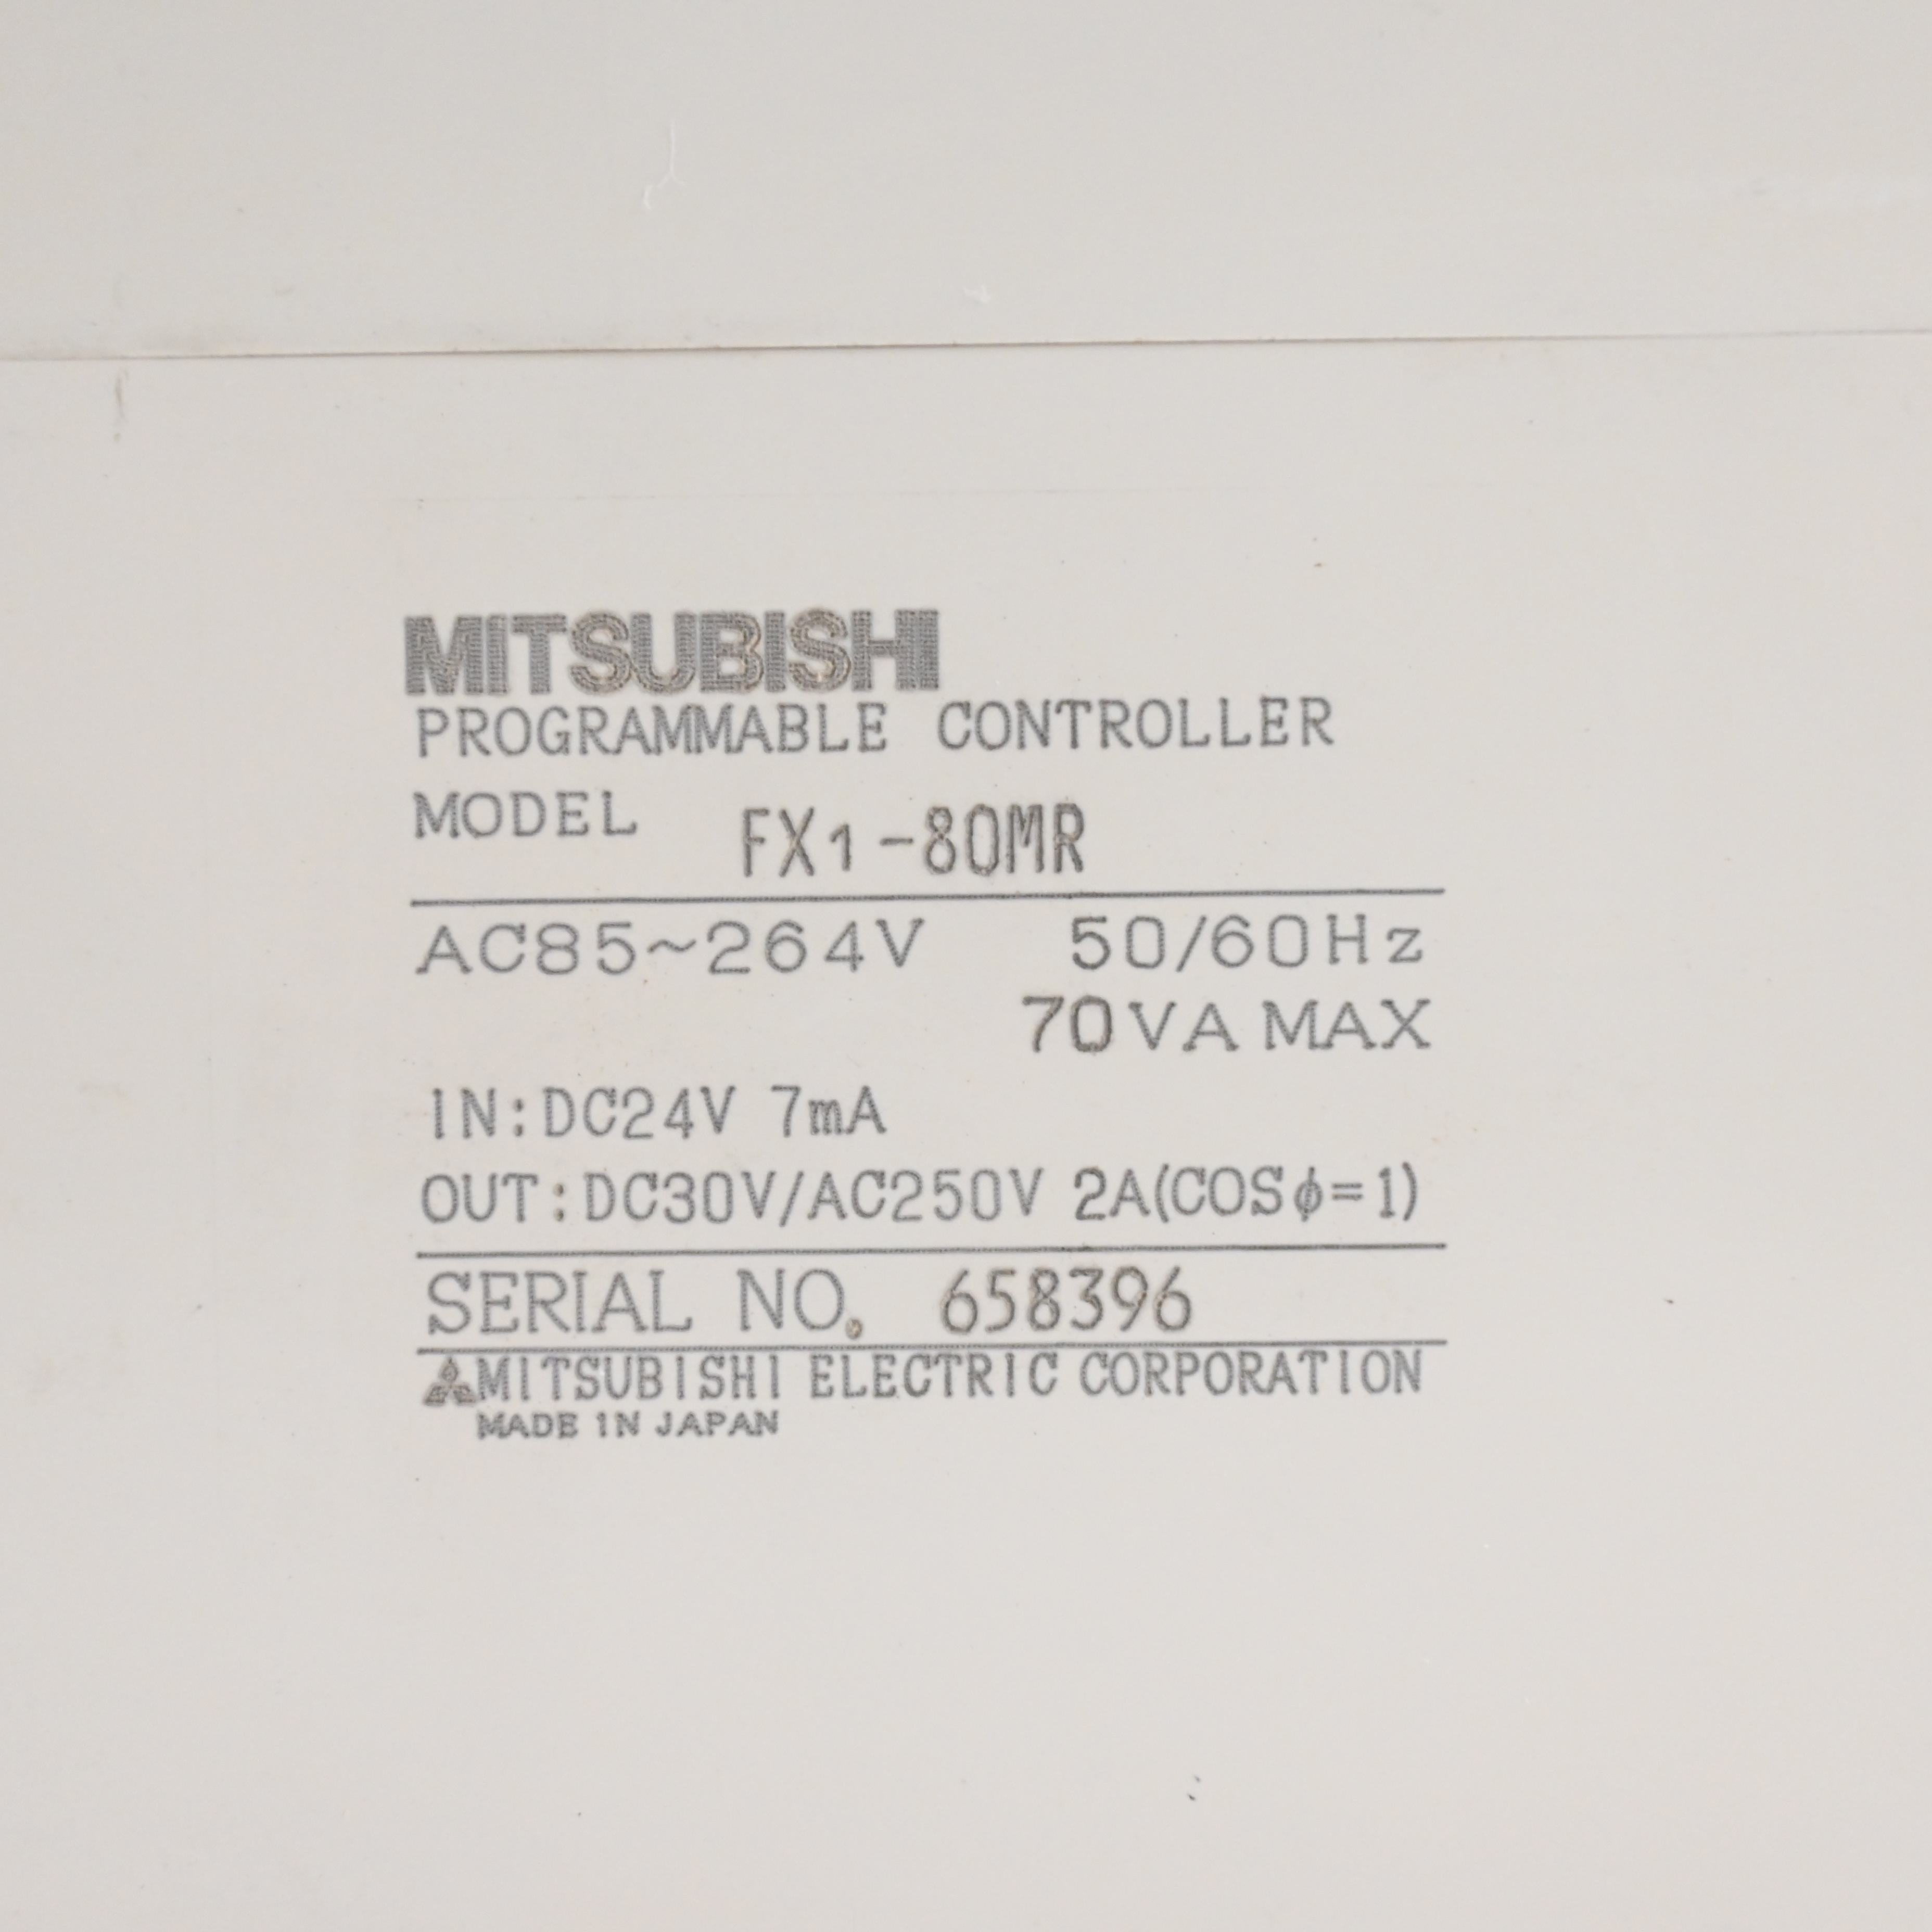 MITSUBISHI
PROGRAMMABLE CONTROLLER
MODEL FX1-80MR
AC85~264V 50/60Hz
70VA MAX
IN:DC24V 7mA
OUT:DC30V/AC250V 2A(COSϕ=1)
SERIAL NO. 658396
MITSUBISHI ELECTRIC CORPORATION
MADE IN JAPAN